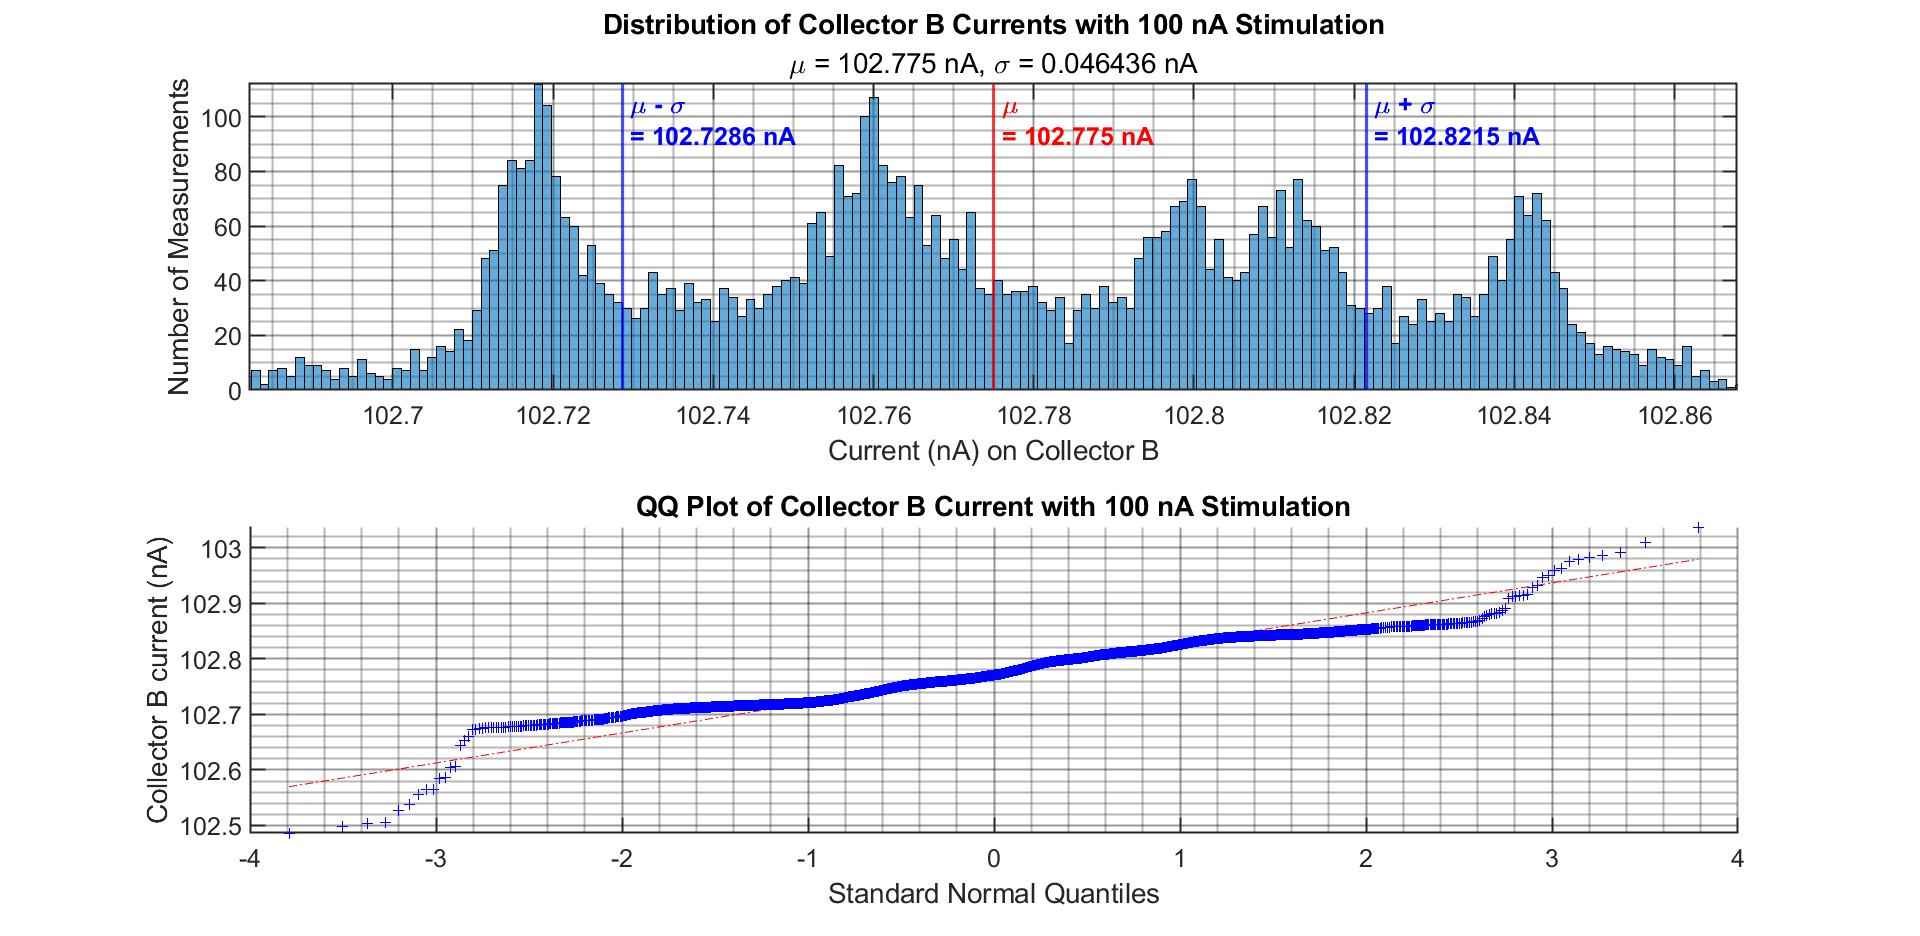 Distribution of Collector B Currents with 100 nA Stimulation
μ = 102.775 nA, σ = 0.046436 nA
Number of Measurements
100
80
60
40
20
0
μ - σ
= 102.7286 nA
μ
= 102.775 nA
μ + σ
= 102.8215 nA
102.7 102.72 102.74 102.76 102.78 102.8 102.82 102.84 102.86
Current (nA) on Collector B
QQ Plot of Collector B Current with 100 nA Stimulation
Collector B current (nA)
103
102.9
102.8
102.7
102.6
102.5
-4 -3 -2 -1 0 1 2 3 4
Standard Normal Quantiles